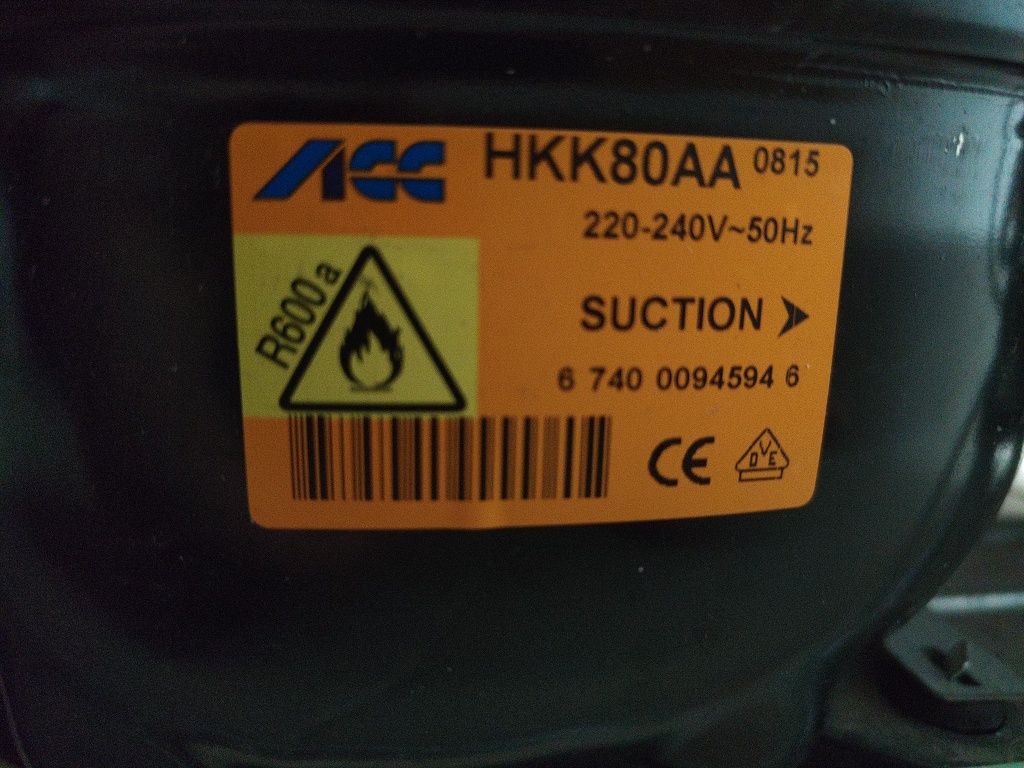 ACC HKK80AA 0815
220-240V~50Hz
R600a
SUCTION
6 740 0094594 6
CE DVE